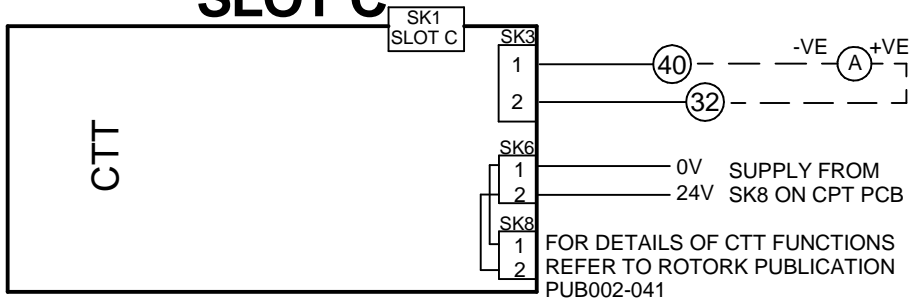 SLOT C
SK1
SLOT C
SK3
1
40
-VE
A
+VE
2
32
CTT
SK6
1
0V
2
24V
SUPPLY FROM
SK8 ON CPT PCB
SK8
1
2
FOR DETAILS OF CTT FUNCTIONS
REFER TO ROTORK PUBLICATION
PUB002-041